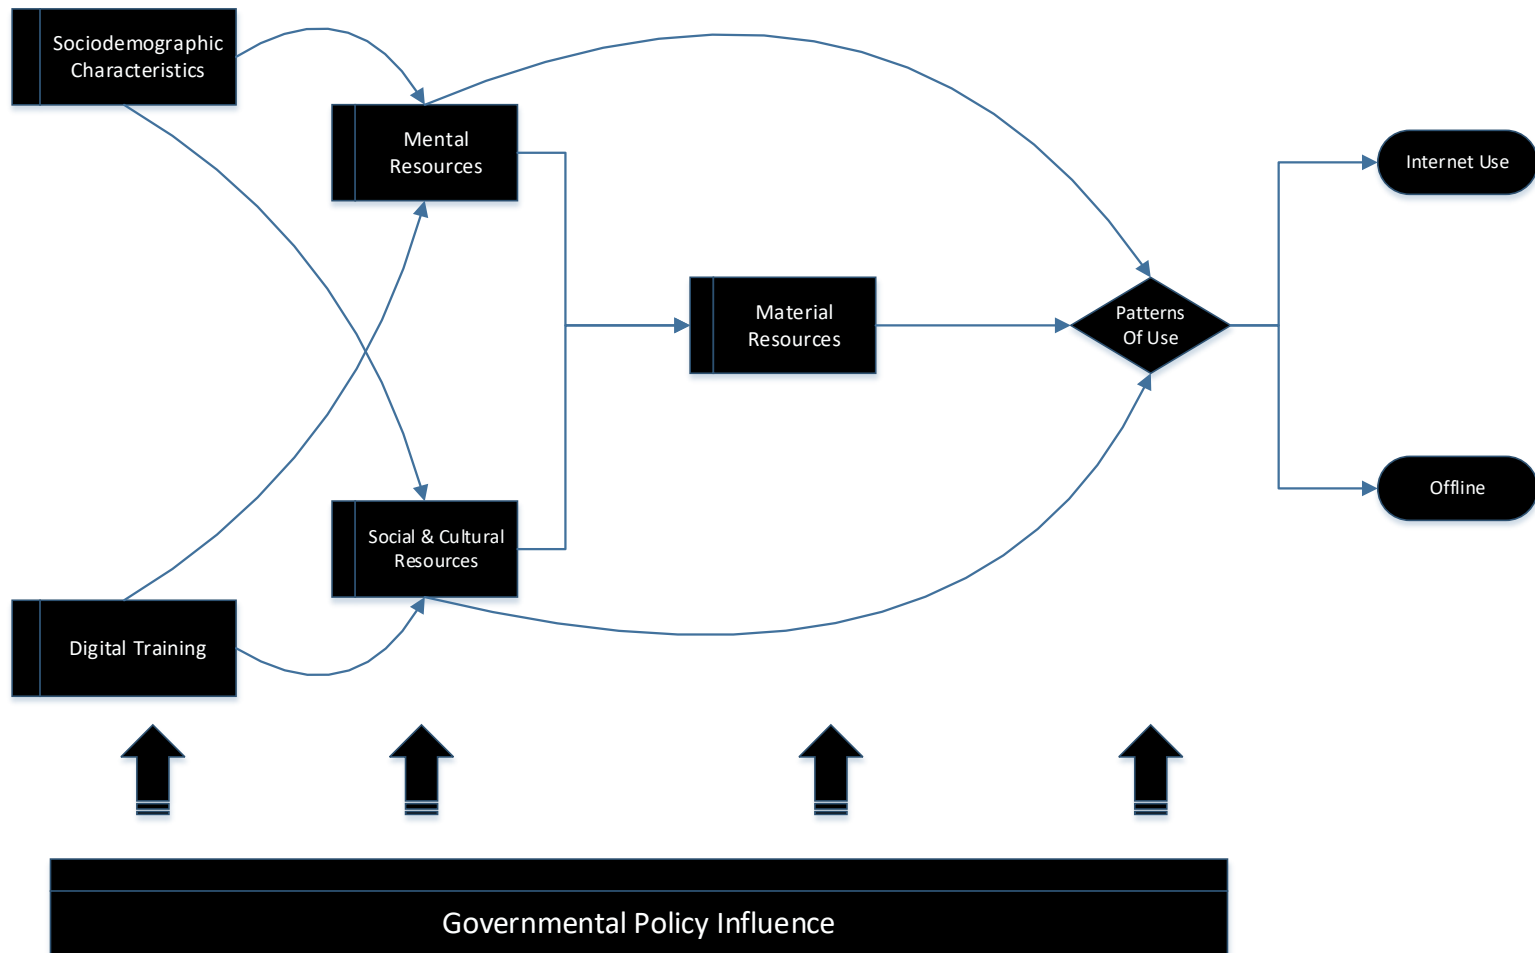 Sociodemographic
Characteristics
Mental
Resources
Internet Use
Material
Resources
Patterns
Of Use
Social & Cultural
Resources
Offline
Digital Training
Governmental Policy Influence